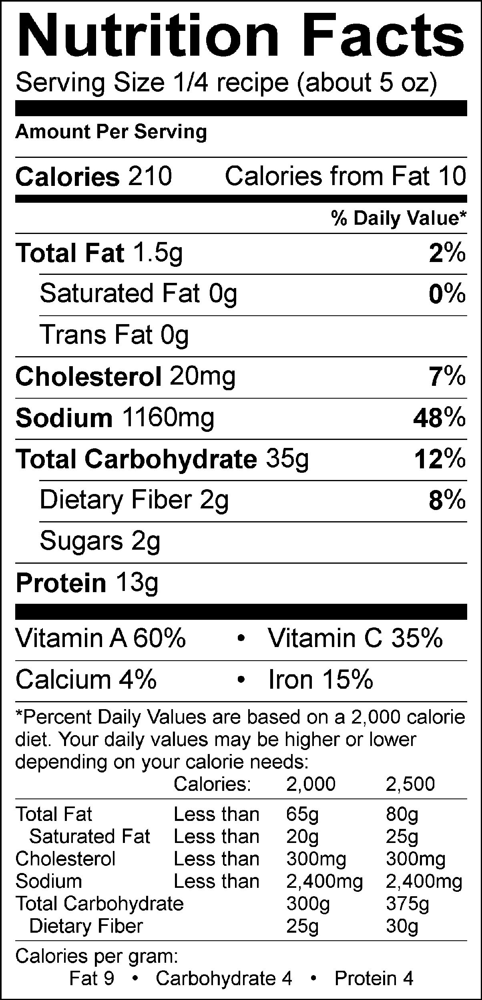 Nutrition Facts
Serving Size 1/4 recipe (about 5 oz)
Amount Per Serving
Calories 210 Calories from Fat 10
% Daily Value*
Total Fat 1.5g 2%
Saturated Fat 0g 0%
Trans Fat 0g
Cholesterol 20mg 7%
Sodium 1160mg 48%
Total Carbohydrate 35g 12%
Dietary Fiber 2g 8%
Sugars 2g
Protein 13g
Vitamin A 60% • Vitamin C 35%
Calcium 4% • Iron 15%
*Percent Daily Values are based on a 2,000 calorie
diet. Your daily values may be higher or lower
depending on your calorie needs:
Calories: 2,000 2,500
Total Fat Less than 65g 80g
Saturated Fat Less than 20g 25g
Cholesterol Less than 300mg 300mg
Sodium Less than 2,400mg 2,400mg
Total Carbohydrate 300g 375g
Dietary Fiber 25g 30g
Calories per gram:
Fat 9 • Carbohydrate 4 • Protein 4